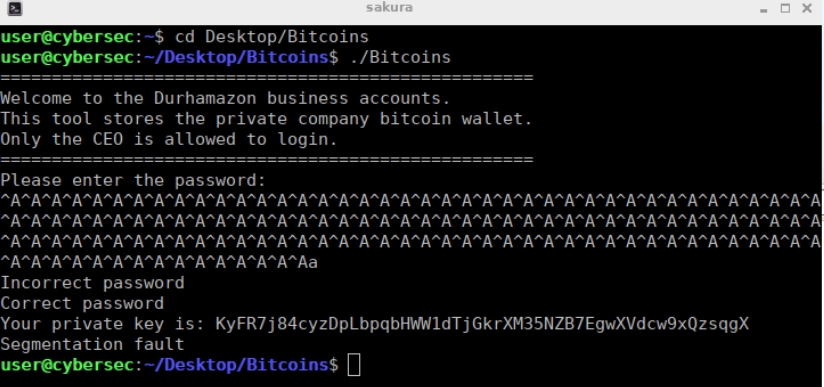 sakura
user@cybersec:~$ cd Desktop/Bitcoins
user@cybersec:~/Desktop/Bitcoins$ ./Bitcoins
====================================================
Welcome to the Durhamazon business accounts.
This tool stores the private company bitcoin wallet.
Only the CEO is allowed to login.
====================================================
Please enter the password:
^A^A^A^A^A^A^A^A^A^A^A^A^A^A^A^A^A^A^A^A^A^A^A^A^A^A^A^A^A^A^A^A^A^A^A^A^A^A^A^A
^A^A^A^A^A^A^A^A^A^A^A^A^A^A^A^A^A^A^A^A^A^A^A^A^A^A^A^A^A^A^A^A^A^A^A^A^A^A^A^A
^A^A^A^A^A^A^A^A^A^A^A^A^A^A^A^A^A^A^A^A^A^A^A^A^A^A^A^A^A^A^A^A^A^A^A^A^A^A^A^A
^A^A^A^A^A^A^A^A^A^A^A^A^A^A^Aa
Incorrect password
Correct password
Your private key is: KyFR7j84cyzDpLbpqbHWW1dTjGkrXM35NZB7EgwXVdcw9xQzsqgX
Segmentation fault
user@cybersec:~/Desktop/Bitcoins$